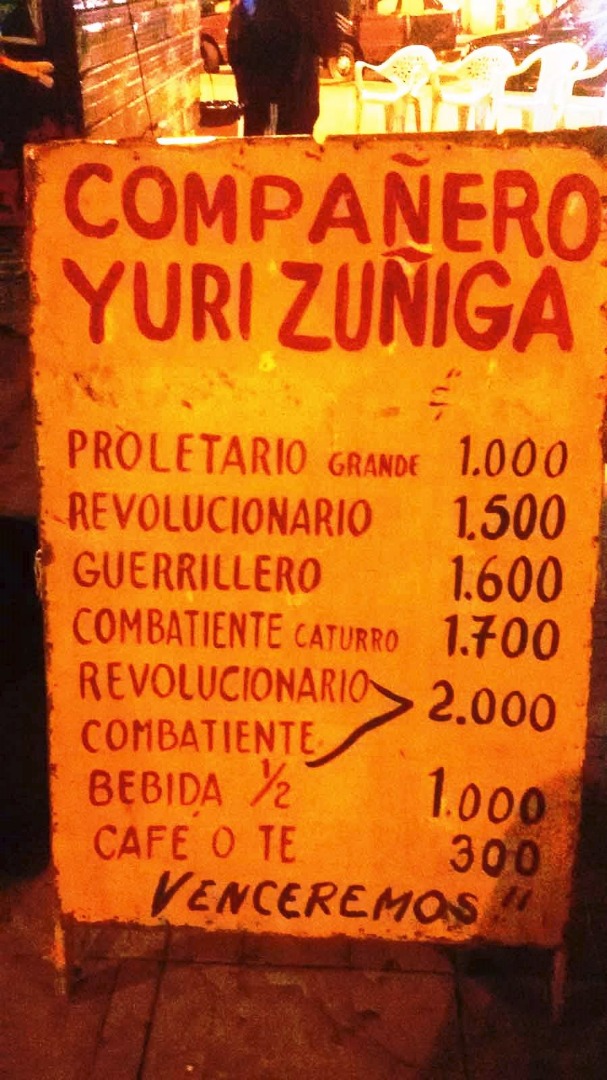 COMPAÑERO
YURI ZUÑIGA
PROLETARIO GRANDE 1.000
REVOLUCIONARIO 1.500
GUERRILLERO 1.600
COMBATIENTE CATURRO 1.700
REVOLUCIONARIO
COMBATIENTE 2.000
BEBIDA 1/2 1.000
CAFÉ O TE 300
VENCEREMOS !!